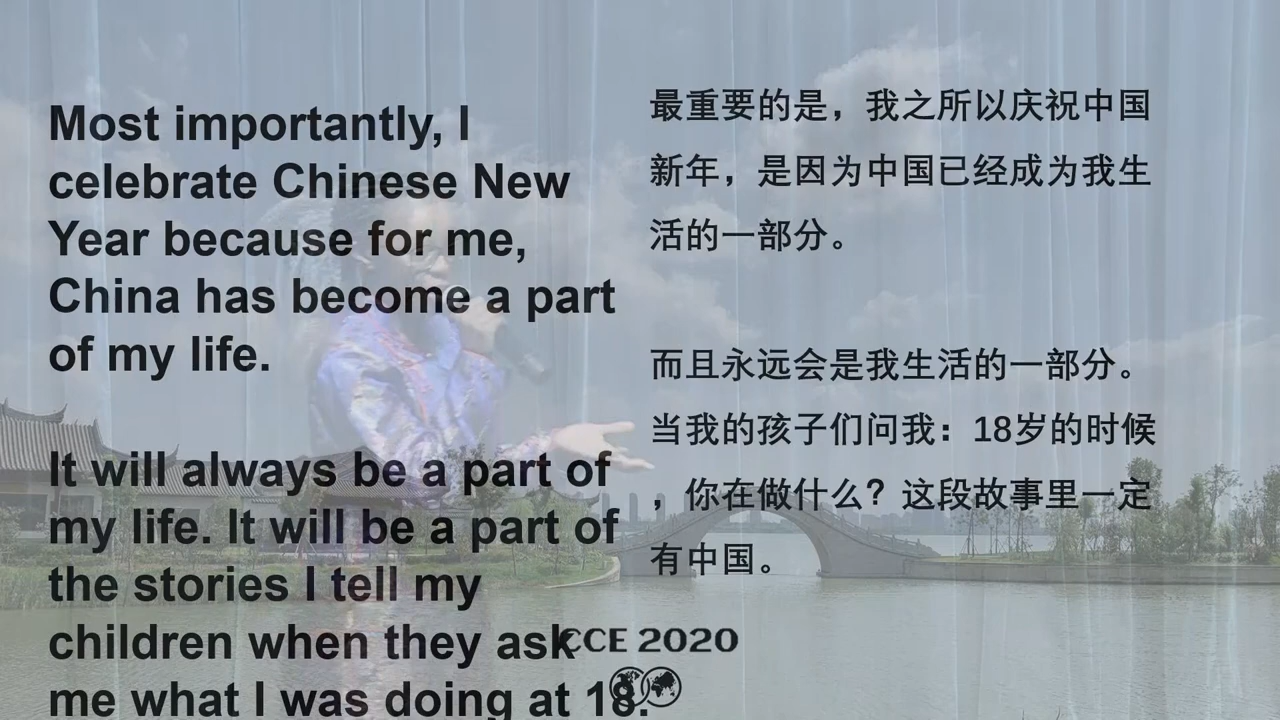 Most importantly, I
celebrate Chinese New
Year because for me,
China has become a part
of my life.
It will always be a part of
my life. It will be a part of
the stories I tell my
children when they ask
me what I was doing at 18.
最重要的是，我之所以庆祝中国
新年，是因为中国已经成为我生
活的一部分。
而且永远会是我生活的一部分。
当我的孩子们问我：18岁的时候
，你在做什么？这段故事里一定
有中国。
CCE 2020